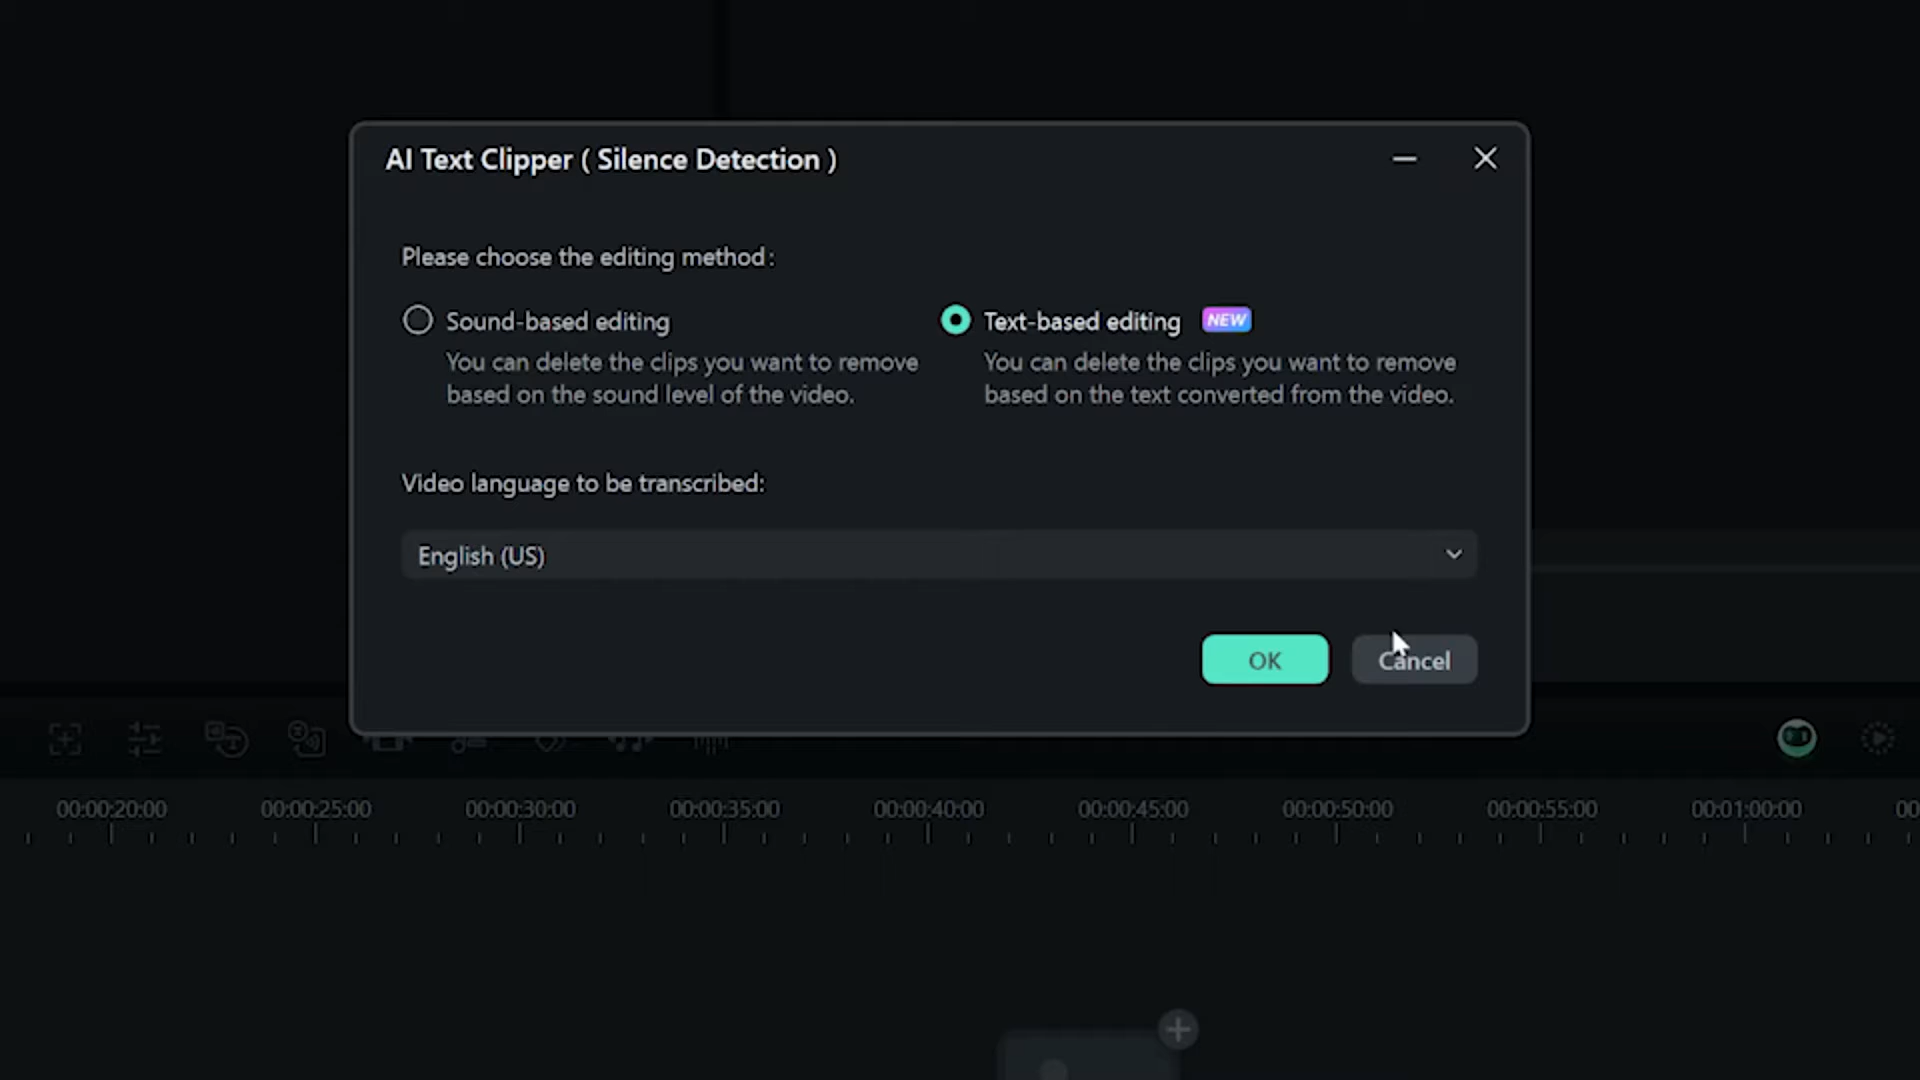 AI Text Clipper ( Silence Detection )
Please choose the editing method:
Sound-based editing
You can delete the clips you want to remove
based on the sound level of the video.
Text-based editing NEW
You can delete the clips you want to remove
based on the text converted from the video.
Video language to be transcribed:
English (US)
OK Cancel
00:00:20:00 00:00:25:00 00:00:30:00 00:00:35:00 00:00:40:00 00:00:45:00 00:00:50:00 00:00:55:00 00:01:00:00 00